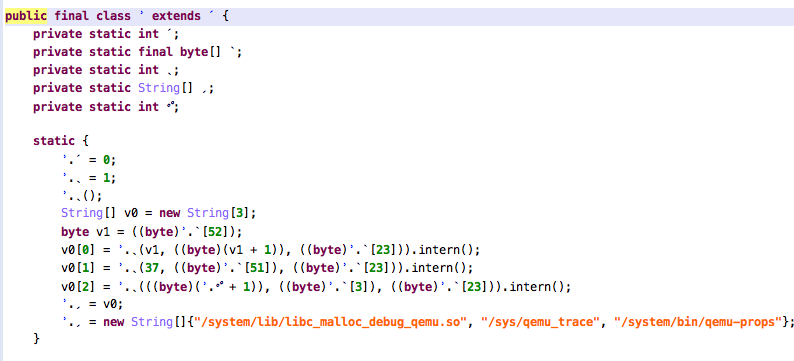 public final class ʾ extends ˊ {
private static int ˊ;
private static final byte[] ˋ;
private static int ˎ;
private static String[] ˏ;
private static int ͺ;
static {
ʾ.ˊ = 0;
ʾ.ˎ = 1;
ʾ.ˎ();
String[] v0 = new String[3];
byte v1 = ((byte)ʾ.ˋ[52]);
v0[0] = ʾ.ˎ(v1, ((byte)(v1 + 1)), ((byte)ʾ.ˋ[23])).intern();
v0[1] = ʾ.ˎ(37, ((byte)ʾ.ˋ[51]), ((byte)ʾ.ˋ[23])).intern();
v0[2] = ʾ.ˎ(((byte)(ʾ.ͺ + 1)), ((byte)ʾ.ˋ[3]), ((byte)ʾ.ˋ[23])).intern();
ʾ.ˏ = v0;
ʾ.ˏ = new String[]{"/system/lib/libc_malloc_debug_qemu.so", "/sys/qemu_trace", "/system/bin/qemu-props"};
}